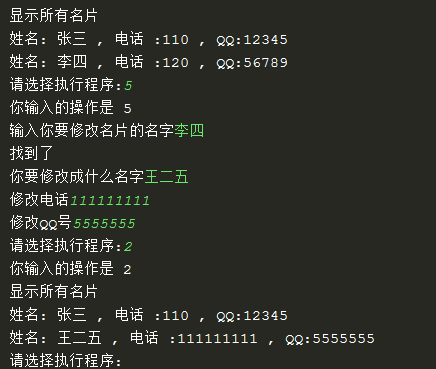 显示所有名片
姓名: 张三 , 电话 :110 , QQ:12345
姓名: 李四 , 电话 :120 , QQ:56789
请选择执行程序:5
你输入的操作是 5
输入你要修改名片的名字李四
找到了
你要修改成什么名字王二五
修改电话111111111
修改QQ号5555555
请选择执行程序:2
你输入的操作是 2
显示所有名片
姓名: 张三 , 电话 :110 , QQ:12345
姓名: 王二五 , 电话 :111111111 , QQ:5555555
请选择执行程序: